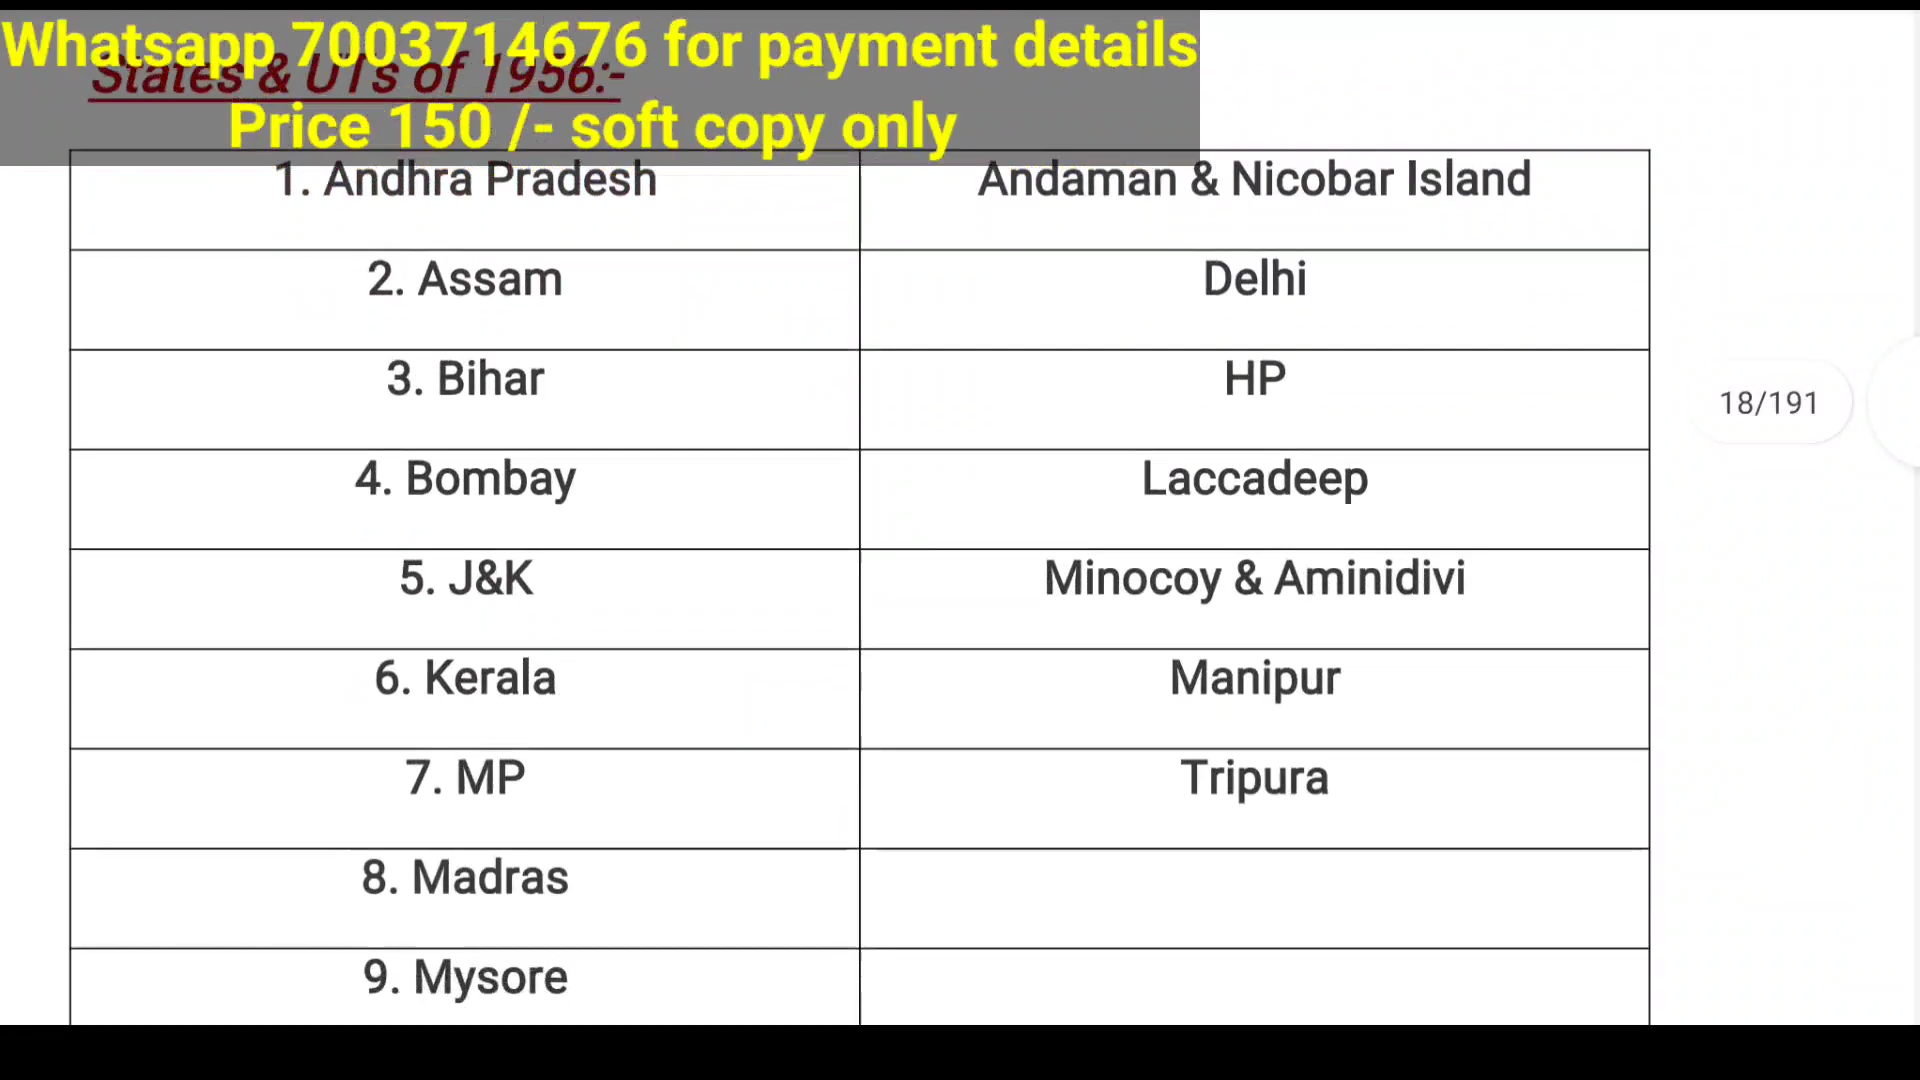 Whatsapp 7003714676 for payment details
States & UTs of 1956:-
Price 150 /- soft copy only
1. Andhra Pradesh Andaman & Nicobar Island
2. Assam Delhi
3. Bihar HP
18/191
4. Bombay Laccadeep
5. J&K Minocoy & Aminidivi
6. Kerala Manipur
7. MP Tripura
8. Madras
9. Mysore